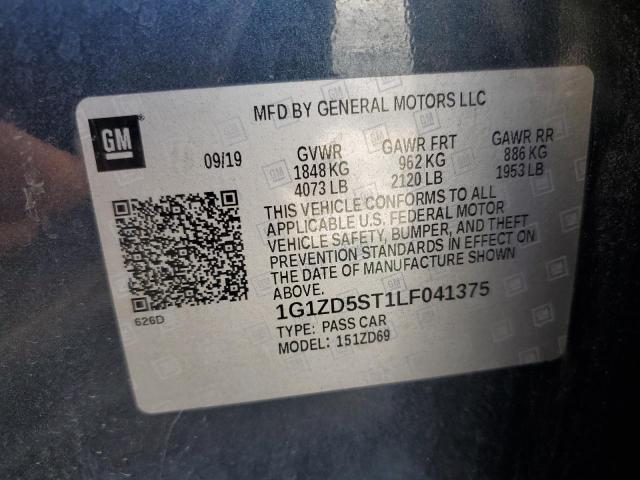 MFD BY GENERAL MOTORS LLC
GM
09/19
GVWR
1848 KG
4073 LB
GAWR FRT
962 KG
2120 LB
GAWR RR
886 KG
1953 LB
THIS VEHICLE CONFORMS TO ALL
APPLICABLE U.S. FEDERAL MOTOR
VEHICLE SAFETY, BUMPER, AND THEFT
PREVENTION STANDARDS IN EFFECT ON
THE DATE OF MANUFACTURE SHOWN
ABOVE.
626D
1G1ZD5ST1LF041375
TYPE: PASS CAR
MODEL: 151ZD69